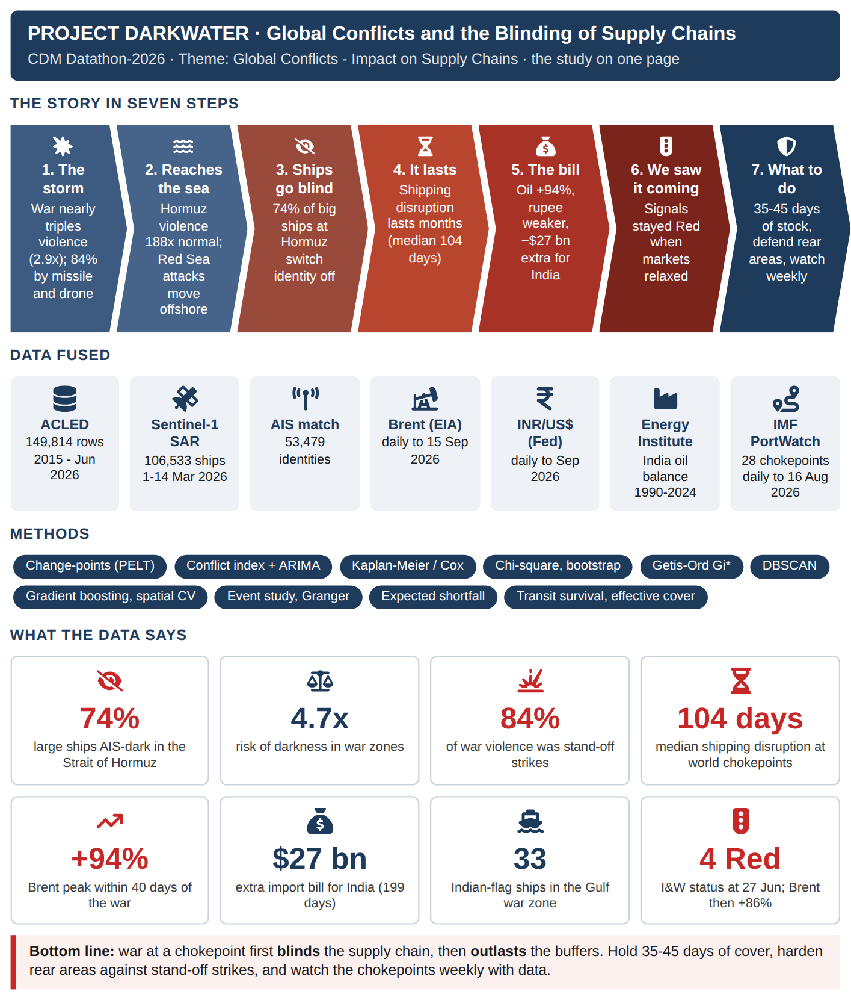 PROJECT DARKWATER · Global Conflicts and the Blinding of Supply Chains
CDM Datathon-2026 · Theme: Global Conflicts - Impact on Supply Chains · the study on one page
THE STORY IN SEVEN STEPS
1. The
storm
War nearly
triples
violence
(2.9x); 84%
by missile
and drone
2. Reaches
the sea
Hormuz
violence
188x normal;
Red Sea
attacks
move
offshore
3. Ships
go blind
74% of big
ships at
Hormuz
switch
identity off
4. It lasts
Shipping
disruption
lasts months
(median 104
days)
5. The bill
Oil +94%,
rupee
weaker,
~$27 bn
extra for
India
6. We saw
it coming
Signals
stayed Red
when
markets
relaxed
7. What to
do
35-45 days
of stock,
defend rear
areas, watch
weekly
DATA FUSED
ACLED
149,814 rows
2015 - Jun
2026
Sentinel-1
SAR
106,533 ships
1-14 Mar 2026
AIS match
53,479
identities
Brent (EIA)
daily to 15 Sep
2026
INR/US$
(Fed)
daily to Sep
2026
Energy
Institute
India oil
balance
1990-2024
IMF
PortWatch
28 chokepoints
daily to 16 Aug
2026
METHODS
Change-points (PELT)
Conflict index + ARIMA
Kaplan-Meier / Cox
Chi-square, bootstrap
Getis-Ord Gi*
DBSCAN
Gradient boosting, spatial CV
Event study, Granger
Expected shortfall
Transit survival, effective cover
WHAT THE DATA SAYS
74%
large ships AIS-dark in the
Strait of Hormuz
4.7x
risk of darkness in war zones
84%
of war violence was stand-off
strikes
104 days
median shipping disruption at
world chokepoints
+94%
Brent peak within 40 days of
the war
$27 bn
extra import bill for India (199
days)
33
Indian-flag ships in the Gulf
war zone
4 Red
I&W status at 27 Jun; Brent
then +86%
Bottom line: war at a chokepoint first blinds the supply chain, then outlasts the buffers. Hold 35-45 days of cover, harden
rear areas against stand-off strikes, and watch the chokepoints weekly with data.